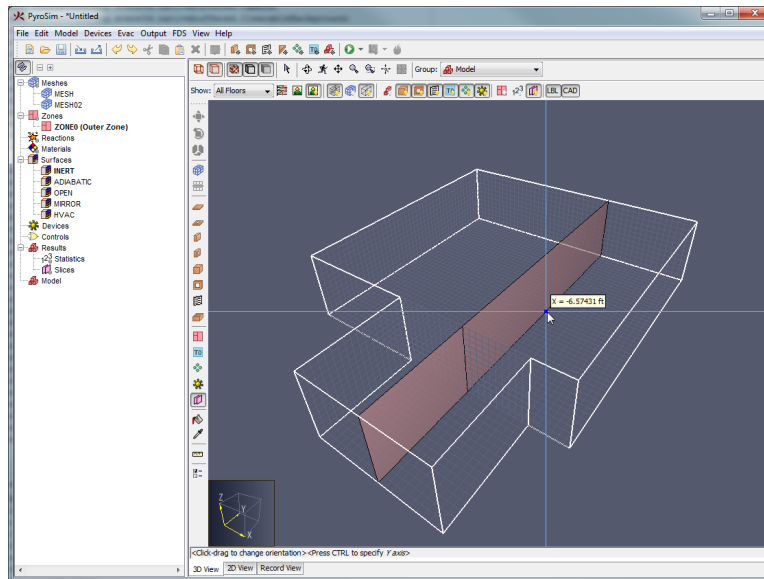 PyroSim - *Untitled
File Edit Model Devices Evac Output FDS View Help
Group: Model
Show: All Floors
LBL CAD
Meshes
MESH
MESH02
Zones
ZONE0 (Outer Zone)
Reactions
Materials
Surfaces
INERT
ADIABATIC
OPEN
MIRROR
HVAC
Devices
Controls
Results
Statistics
Slices
Model
X = -6.57431 ft
Z
Y
X
<Click-drag to change orientation> <Press CTRL to specify Y axis>
3D View 2D View Record View